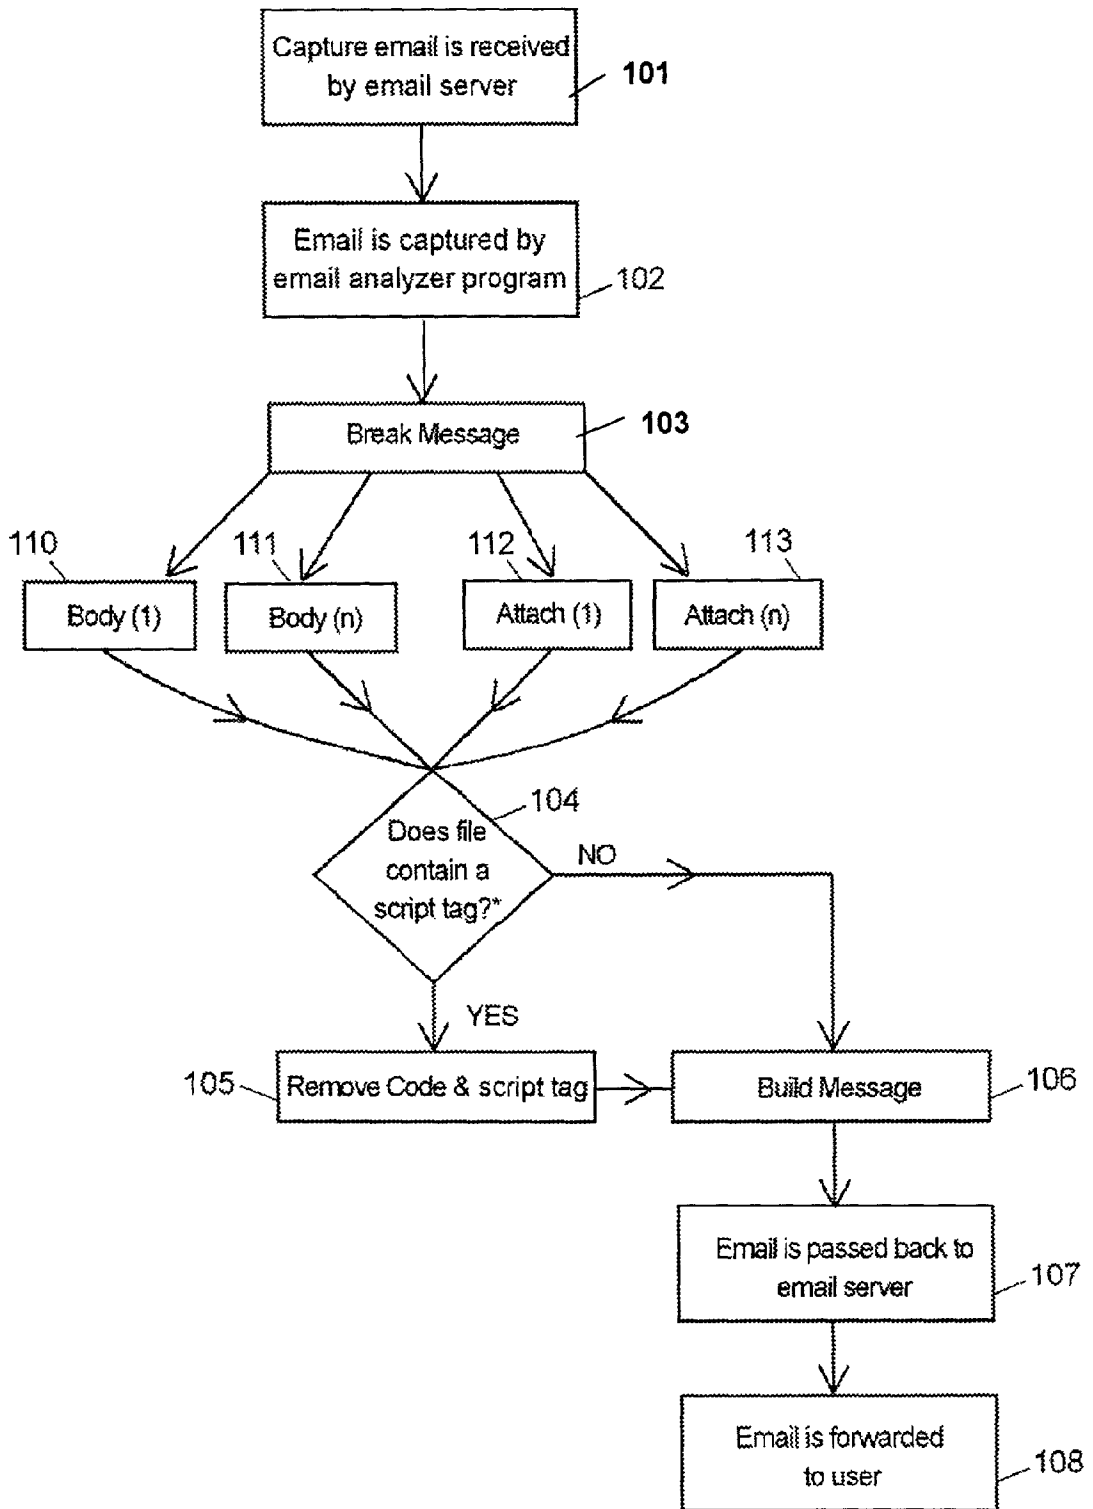 Capture email is received
by email server
101
Email is captured by
email analyzer program
102
Break Message
103
110
111
112
113
Body (1)
Body (n)
Attach (1)
Attach (n)
104
Does file
contain a
script tag?*
NO
YES
105
Remove Code & script tag
Build Message
106
Email is passed back to
email server
107
Email is forwarded
to user
108